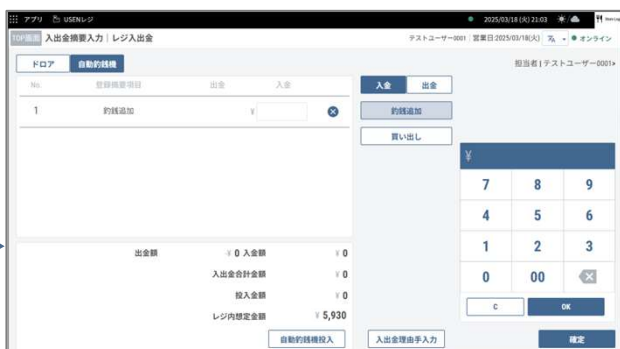 アプリ USENレジ 2025/03/18(火)21:03
TOP画面 入出金摘要入力 | レジ入出金 テストユーザー0001 営業日:2025/03/18(火) オンライン
ドロア 自動釣銭機 担当者 | テストユーザー0001
No. 登録摘要項目 出金 入金 入金 出金
1 釣銭追加 ¥ 釣銭追加
買い出し
¥
7 8 9
4 5 6
1 2 3
0 00
C OK
出金額 ¥ 0 入金額 ¥ 0
入出金合計金額 ¥ 0
投入金額 ¥ 0
レジ内想定金額 ¥ 5,930
自動釣銭機投入 入出金理由手入力 確定